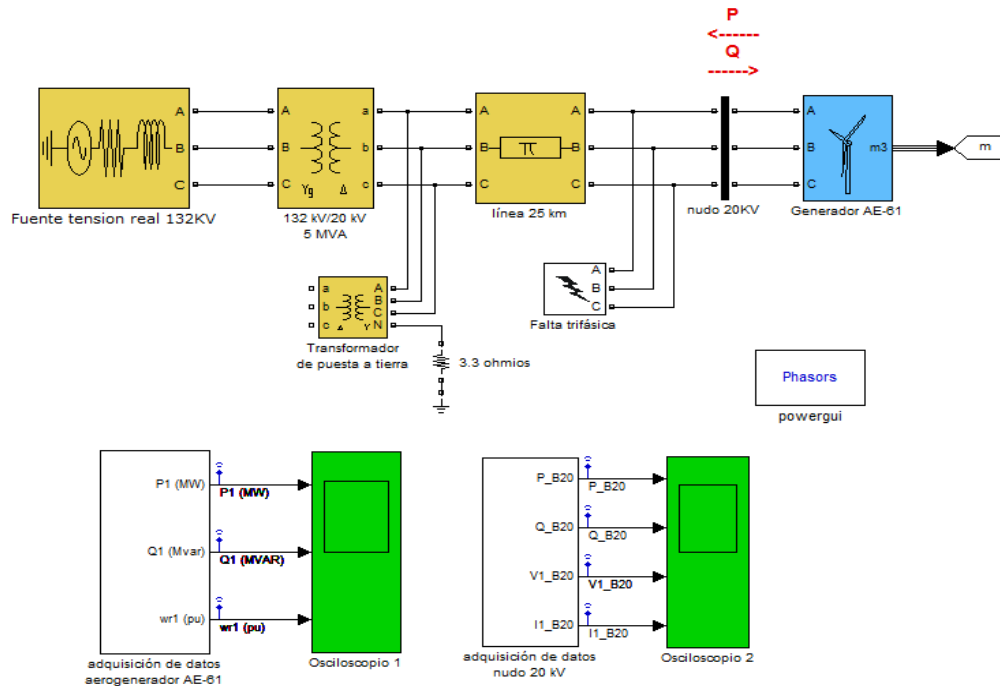 P
Q
A
B
C
Fuente tension real 132KV
A
B
C
a
b
c
Yg
Δ
132 kV/20 kV
5 MVA
A
B
C
A
B
C
π
línea 25 km
nudo 20KV
A
B
C
m3
Generador AE-61
m
a
b
c
A
B
C
N
Δ
Y
Transformador
de puesta a tierra
3.3 ohmios
A
B
C
Falta trifásica
Phasors
powergui
P1 (MW)
Q1 (Mvar)
wr1 (pu)
P1 (MW)
Q1 (MVAR)
wr1 (pu)
adquisición de datos
aerogenerador AE-61
Osciloscopio 1
P_B20
Q_B20
V1_B20
I1_B20
P_B20
Q_B20
V1_B20
I1_B20
adquisición de datos
nudo 20 kV
Osciloscopio 2